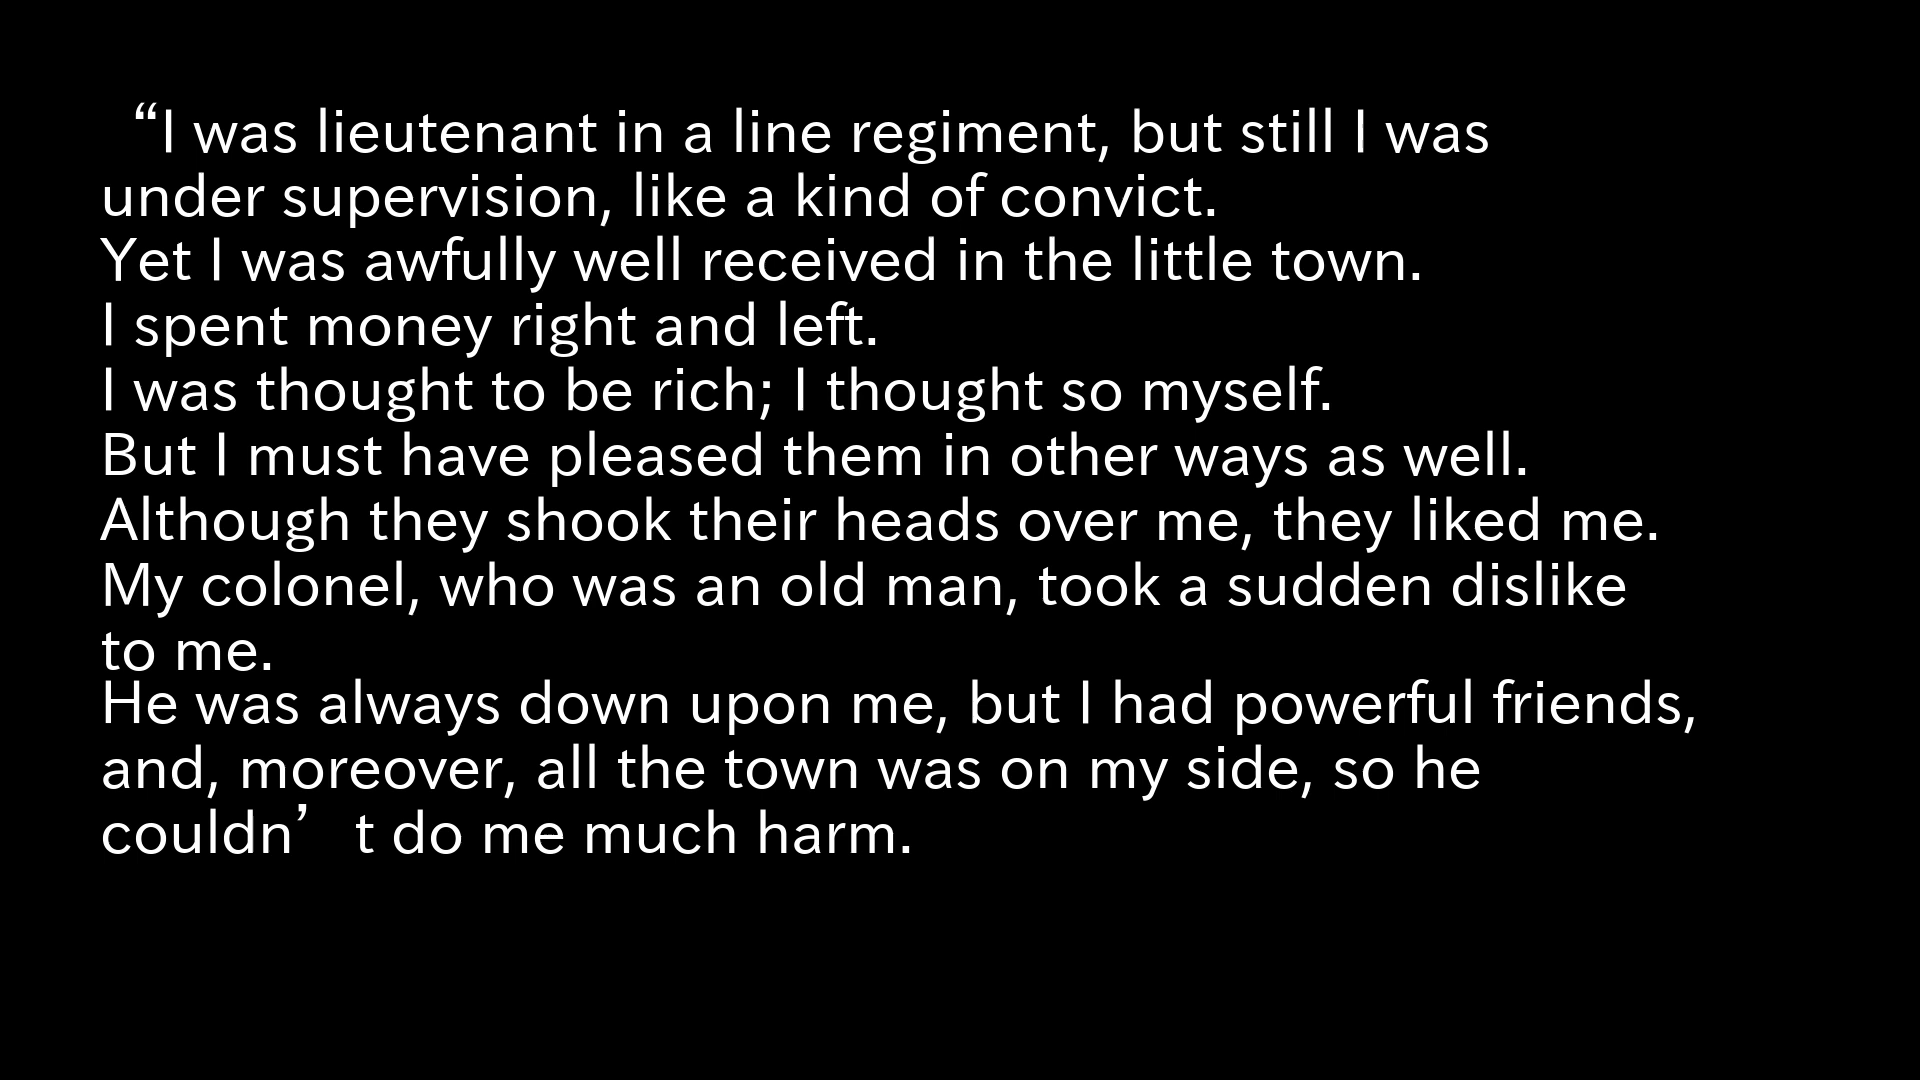 “I was lieutenant in a line regiment, but still I was
under supervision, like a kind of convict.
Yet I was awfully well received in the little town.
I spent money right and left.
I was thought to be rich; I thought so myself.
But I must have pleased them in other ways as well.
Although they shook their heads over me, they liked me.
My colonel, who was an old man, took a sudden dislike
to me.
He was always down upon me, but I had powerful friends,
and, moreover, all the town was on my side, so he
couldn’t do me much harm.